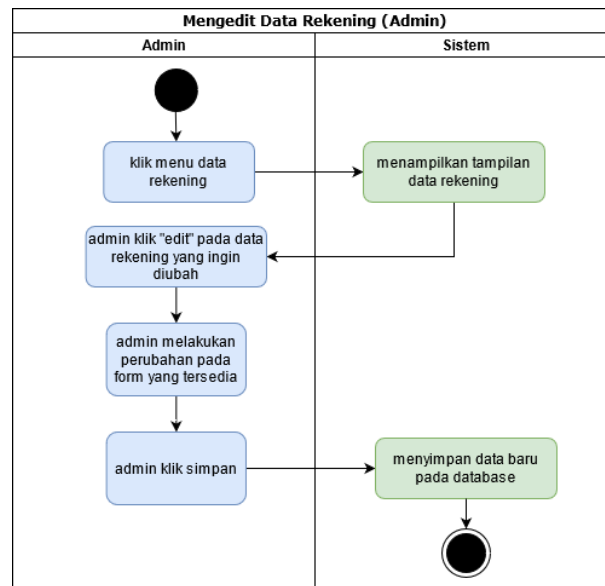 Mengedit Data Rekening (Admin)
Admin
Sistem
klik menu data
rekening
menampilkan tampilan
data rekening
admin klik "edit" pada data
rekening yang ingin
diubah
admin melakukan
perubahan pada
form yang tersedia
admin klik simpan
menyimpan data baru
pada database